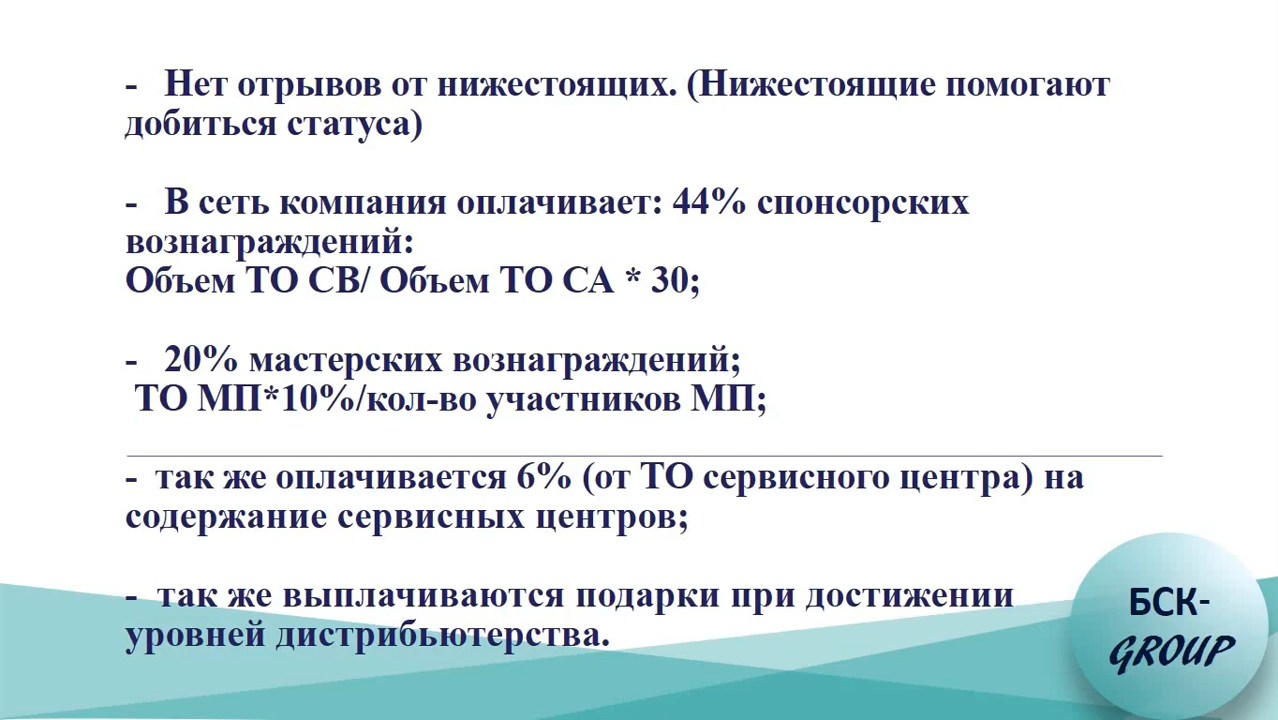 - Нет отрывов от нижестоящих. (Нижестоящие помогают
добиться статуса)
- В сеть компания оплачивает: 44% спонсорских
вознаграждений:
Объем ТО СВ/ Объем ТО СА * 30;
- 20% мастерских вознаграждений;
ТО МП*10%/кол-во участников МП;
- так же оплачивается 6% (от ТО сервисного центра) на
содержание сервисных центров;
- так же выплачиваются подарки при достижении
уровней дистрибьютерства.
БСК-
GROUP